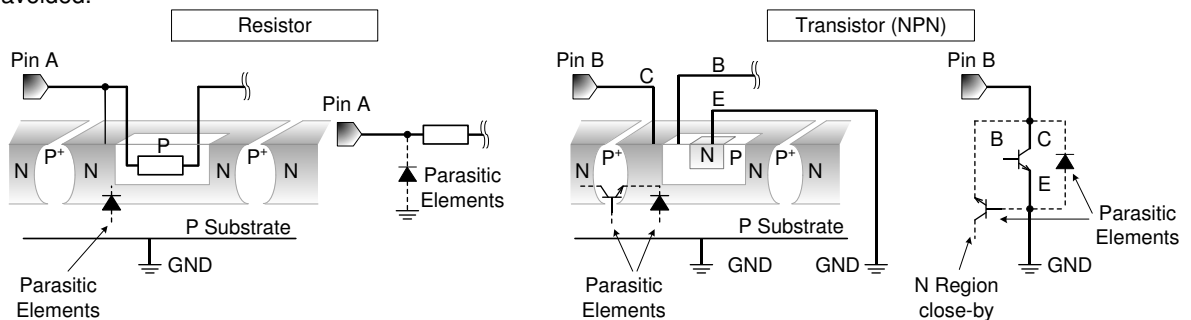 avoided.
Resistor
Transistor (NPN)
Pin A
Pin A
N
P+
N
P
N
P+
N
Parasitic
Elements
P Substrate
GND
Parasitic
Elements
Pin B
C
B
E
N
P+
N
N
P
N
P+
N
P Substrate
GND
GND
Parasitic
Elements
Pin B
B
C
E
Parasitic
Elements
GND
N Region
close-by